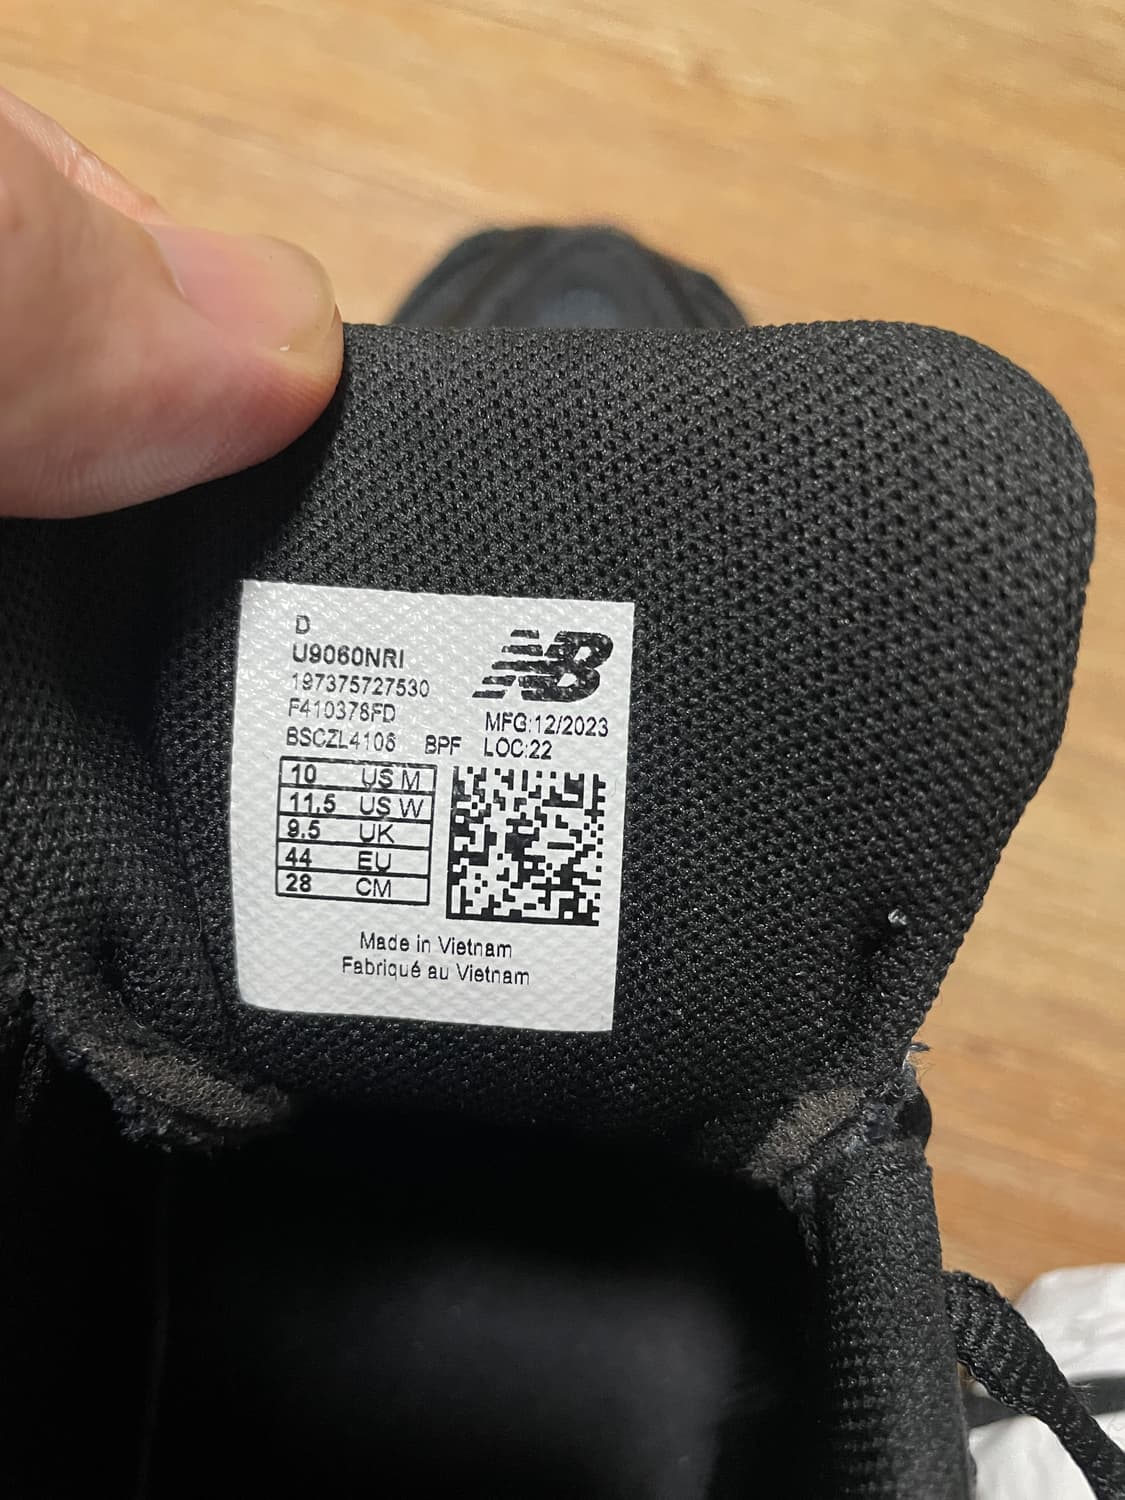 D
U9060NRI
197375727530
F410378FD
BSCZL4106 BPF
NB
MFG:12/2023
LOC:22
10 US M
11.5 US W
9.5 UK
44 EU
28 CM
Made in Vietnam
Fabriqué au Vietnam